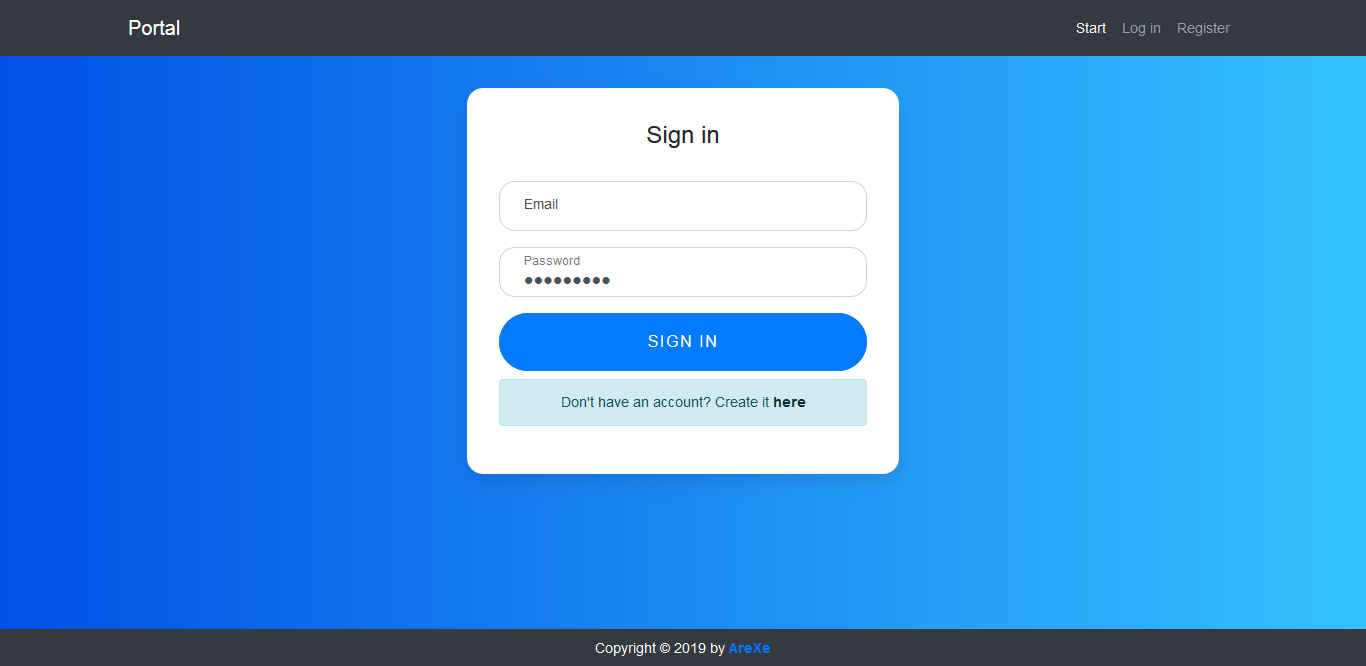 Portal
Start Log in Register
Sign in
Email
Password
●●●●●●●●●
SIGN IN
Don't have an account? Create it here
Copyright © 2019 by AreXe